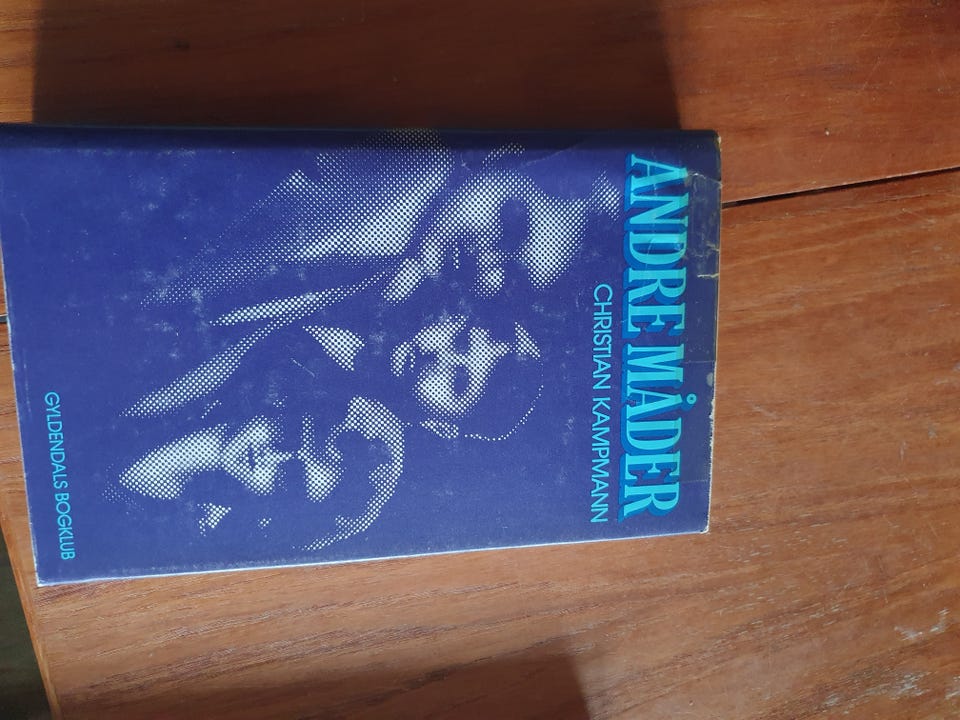 ANDRE MÅDER
CHRISTIAN KAMPMANN
GYLDENDALS BOGKLUB